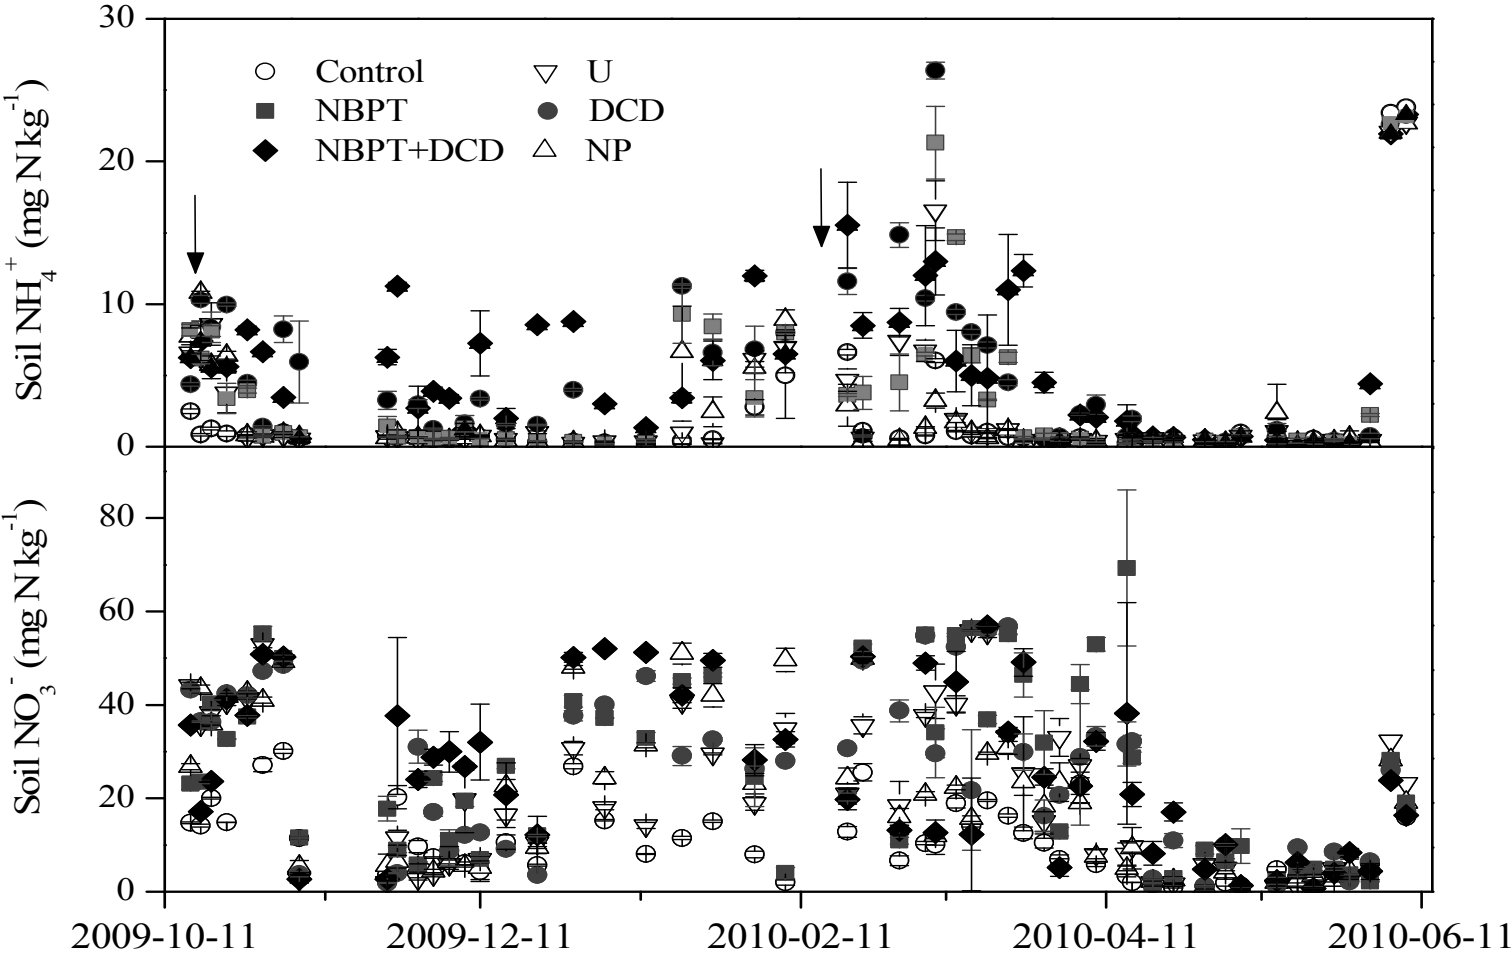 30
20
10
0
Soil NH4+ (mg N kg-1)
Control
U
NBPT
DCD
NBPT+DCD
NP
80
60
40
20
0
Soil NO3- (mg N kg-1)
2009-10-11
2009-12-11
2010-02-11
2010-04-11
2010-06-11